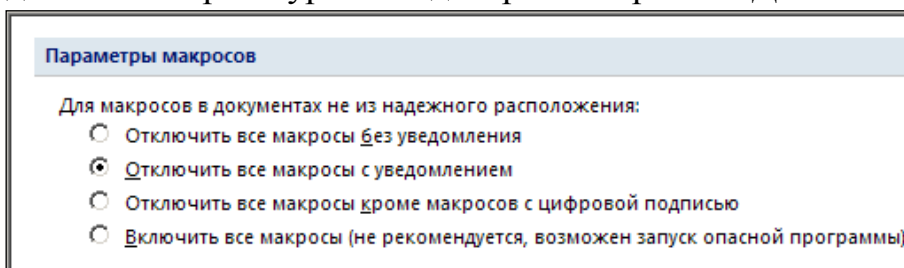 Параметры макросов
Для макросов в документах не из надежного расположения:
Отключить все макросы без уведомления
Отключить все макросы с уведомлением
Отключить все макросы кроме макросов с цифровой подписью
Включить все макросы (не рекомендуется, возможен запуск опасной программы)